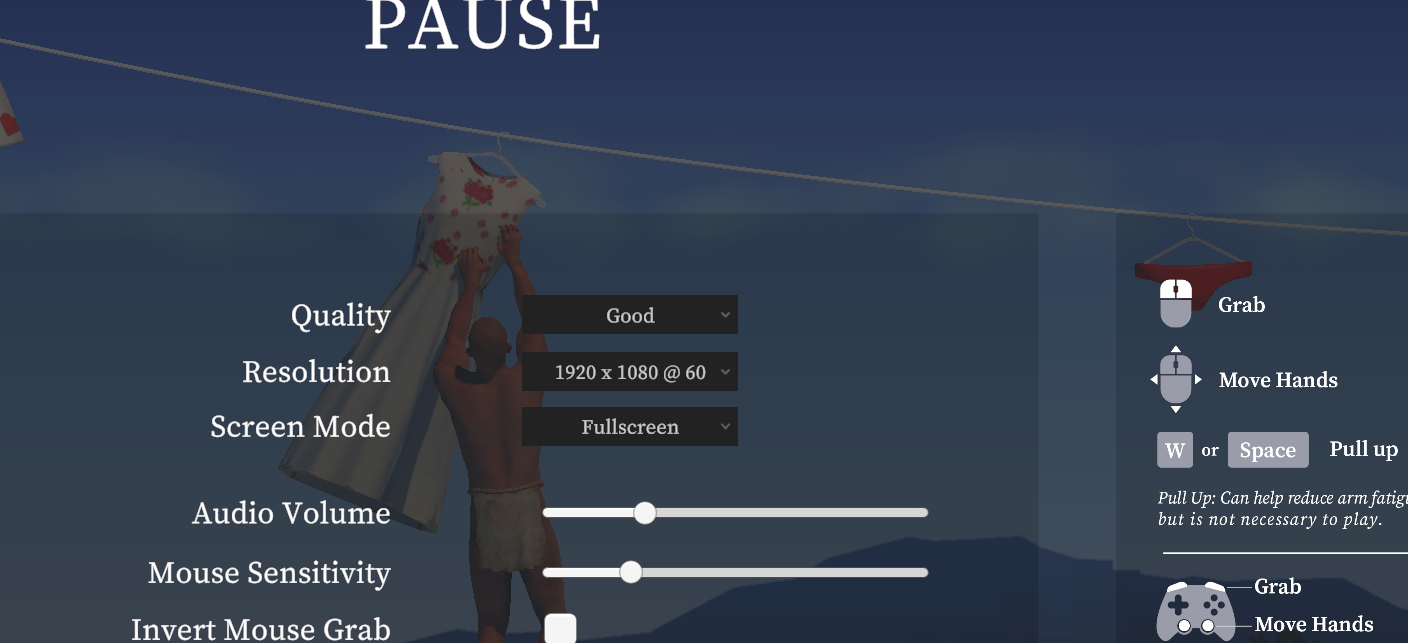 PAUSE
Quality
Good
Resolution
1920 x 1080 @ 60
Screen Mode
Fullscreen
Audio Volume
Mouse Sensitivity
Invert Mouse Grab
Grab
Move Hands
W or Space Pull up
Pull Up: Can help reduce arm
but is not necessary to play.
Grab
Move Hands